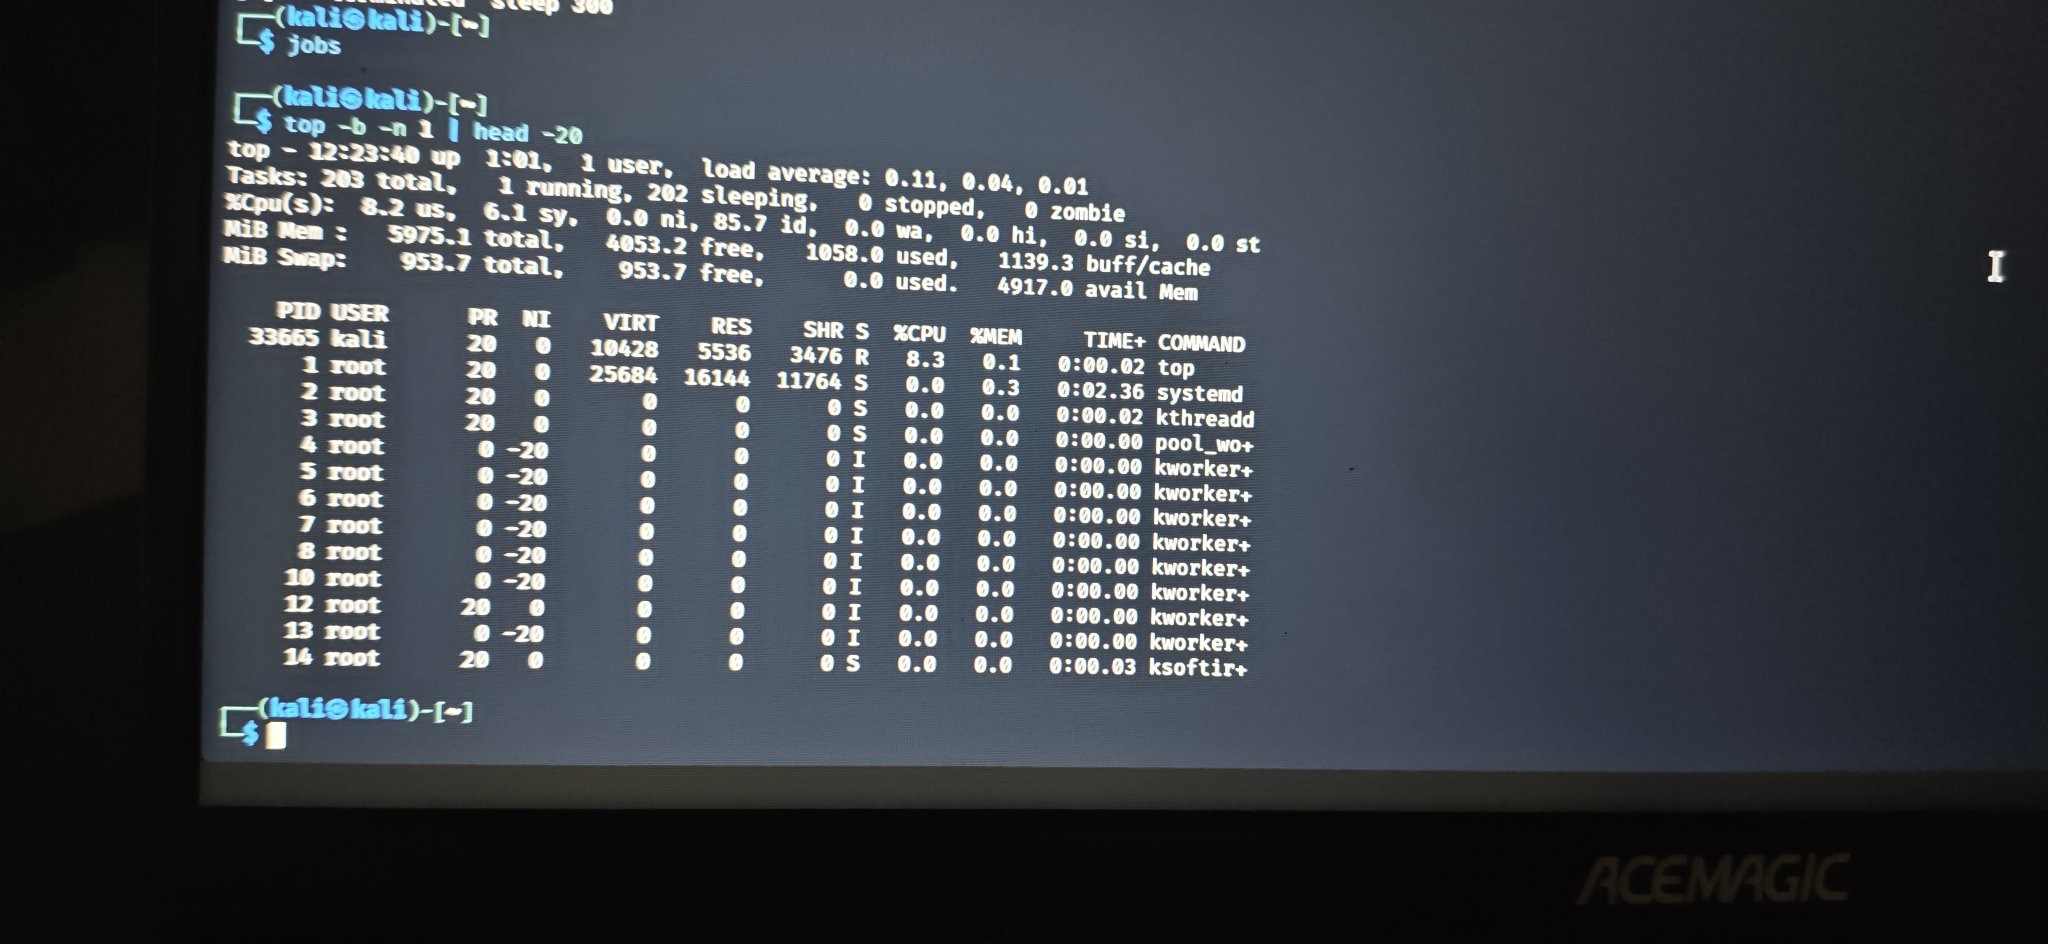 sleep 300
┌──(kali㉿kali)-[~]
└─$ jobs
┌──(kali㉿kali)-[~]
└─$ top -b -n 1 | head -20
top - 12:23:40 up  1:01,  1 user,  load average: 0.11, 0.04, 0.01
Tasks: 203 total,   1 running, 202 sleeping,   0 stopped,   0 zombie
%Cpu(s):  8.2 us,  6.1 sy,  0.0 ni, 85.7 id,  0.0 wa,  0.0 hi,  0.0 si,  0.0 st
MiB Mem :   5975.1 total,   4053.2 free,   1058.0 used,   1139.3 buff/cache
MiB Swap:    953.7 total,    953.7 free,      0.0 used.   4917.0 avail Mem
PID USER      PR  NI    VIRT    RES    SHR S  %CPU  %MEM     TIME+ COMMAND
33665 kali      20   0   10428   5536   3476 R   8.3   0.1   0:00.02 top
1 root      20   0   25684  16144  11764 S   0.0   0.3   0:02.36 systemd
2 root      20   0       0      0      0 S   0.0   0.0   0:00.02 kthreadd
3 root      20   0       0      0      0 S   0.0   0.0   0:00.00 pool_wo+
4 root       0 -20       0      0      0 I   0.0   0.0   0:00.00 kworker+
5 root       0 -20       0      0      0 I   0.0   0.0   0:00.00 kworker+
6 root       0 -20       0      0      0 I   0.0   0.0   0:00.00 kworker+
7 root       0 -20       0      0      0 I   0.0   0.0   0:00.00 kworker+
8 root       0 -20       0      0      0 I   0.0   0.0   0:00.00 kworker+
10 root       0 -20       0      0      0 I   0.0   0.0   0:00.00 kworker+
12 root      20   0       0      0      0 I   0.0   0.0   0:00.00 kworker+
13 root       0 -20       0      0      0 I   0.0   0.0   0:00.00 kworker+
14 root      20   0       0      0      0 S   0.0   0.0   0:00.03 ksoftir+
┌──(kali㉿kali)-[~]
└─$
ACEMAGIC